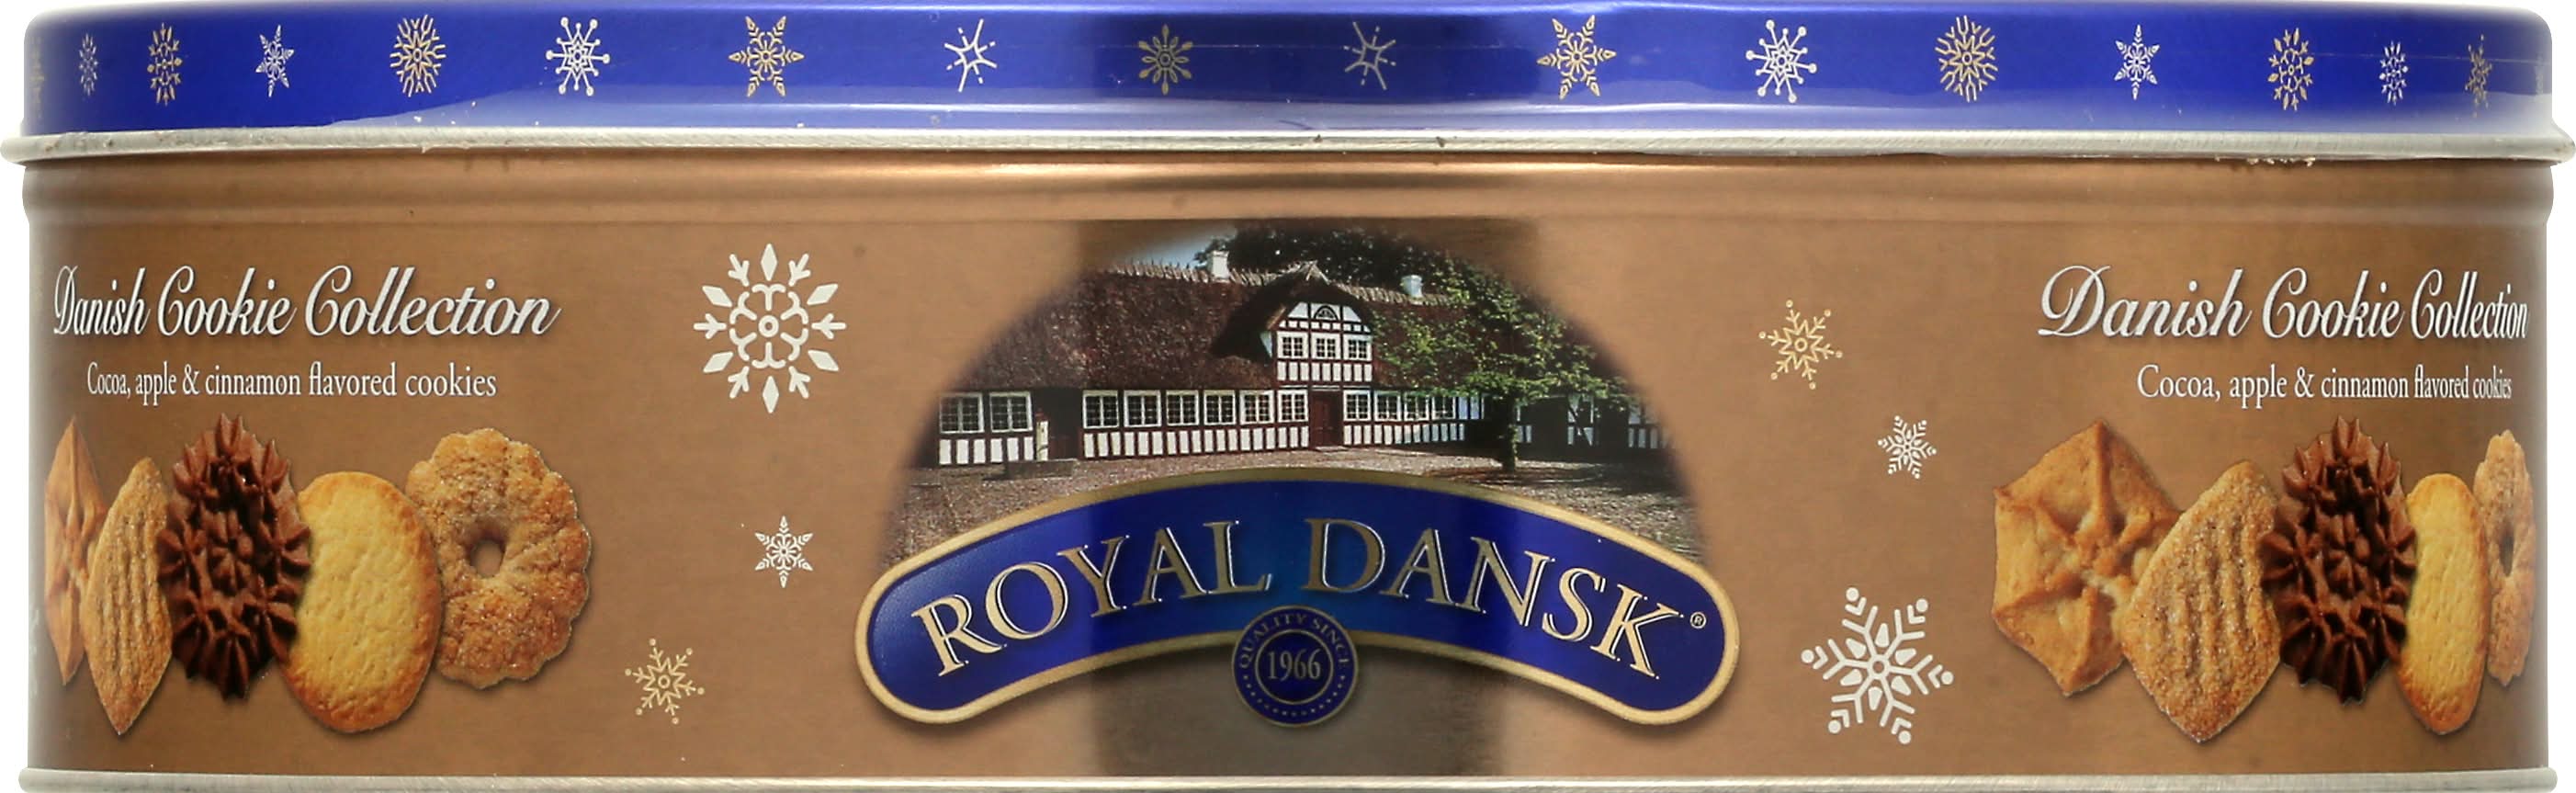 Danish Cookie Collection
Cocoa, apple & cinnamon flavored cookies
ROYAL DANSK®
QUALITY SINCE
1966
Danish Cookie Collection
Cocoa, apple & cinnamon flavored cookies